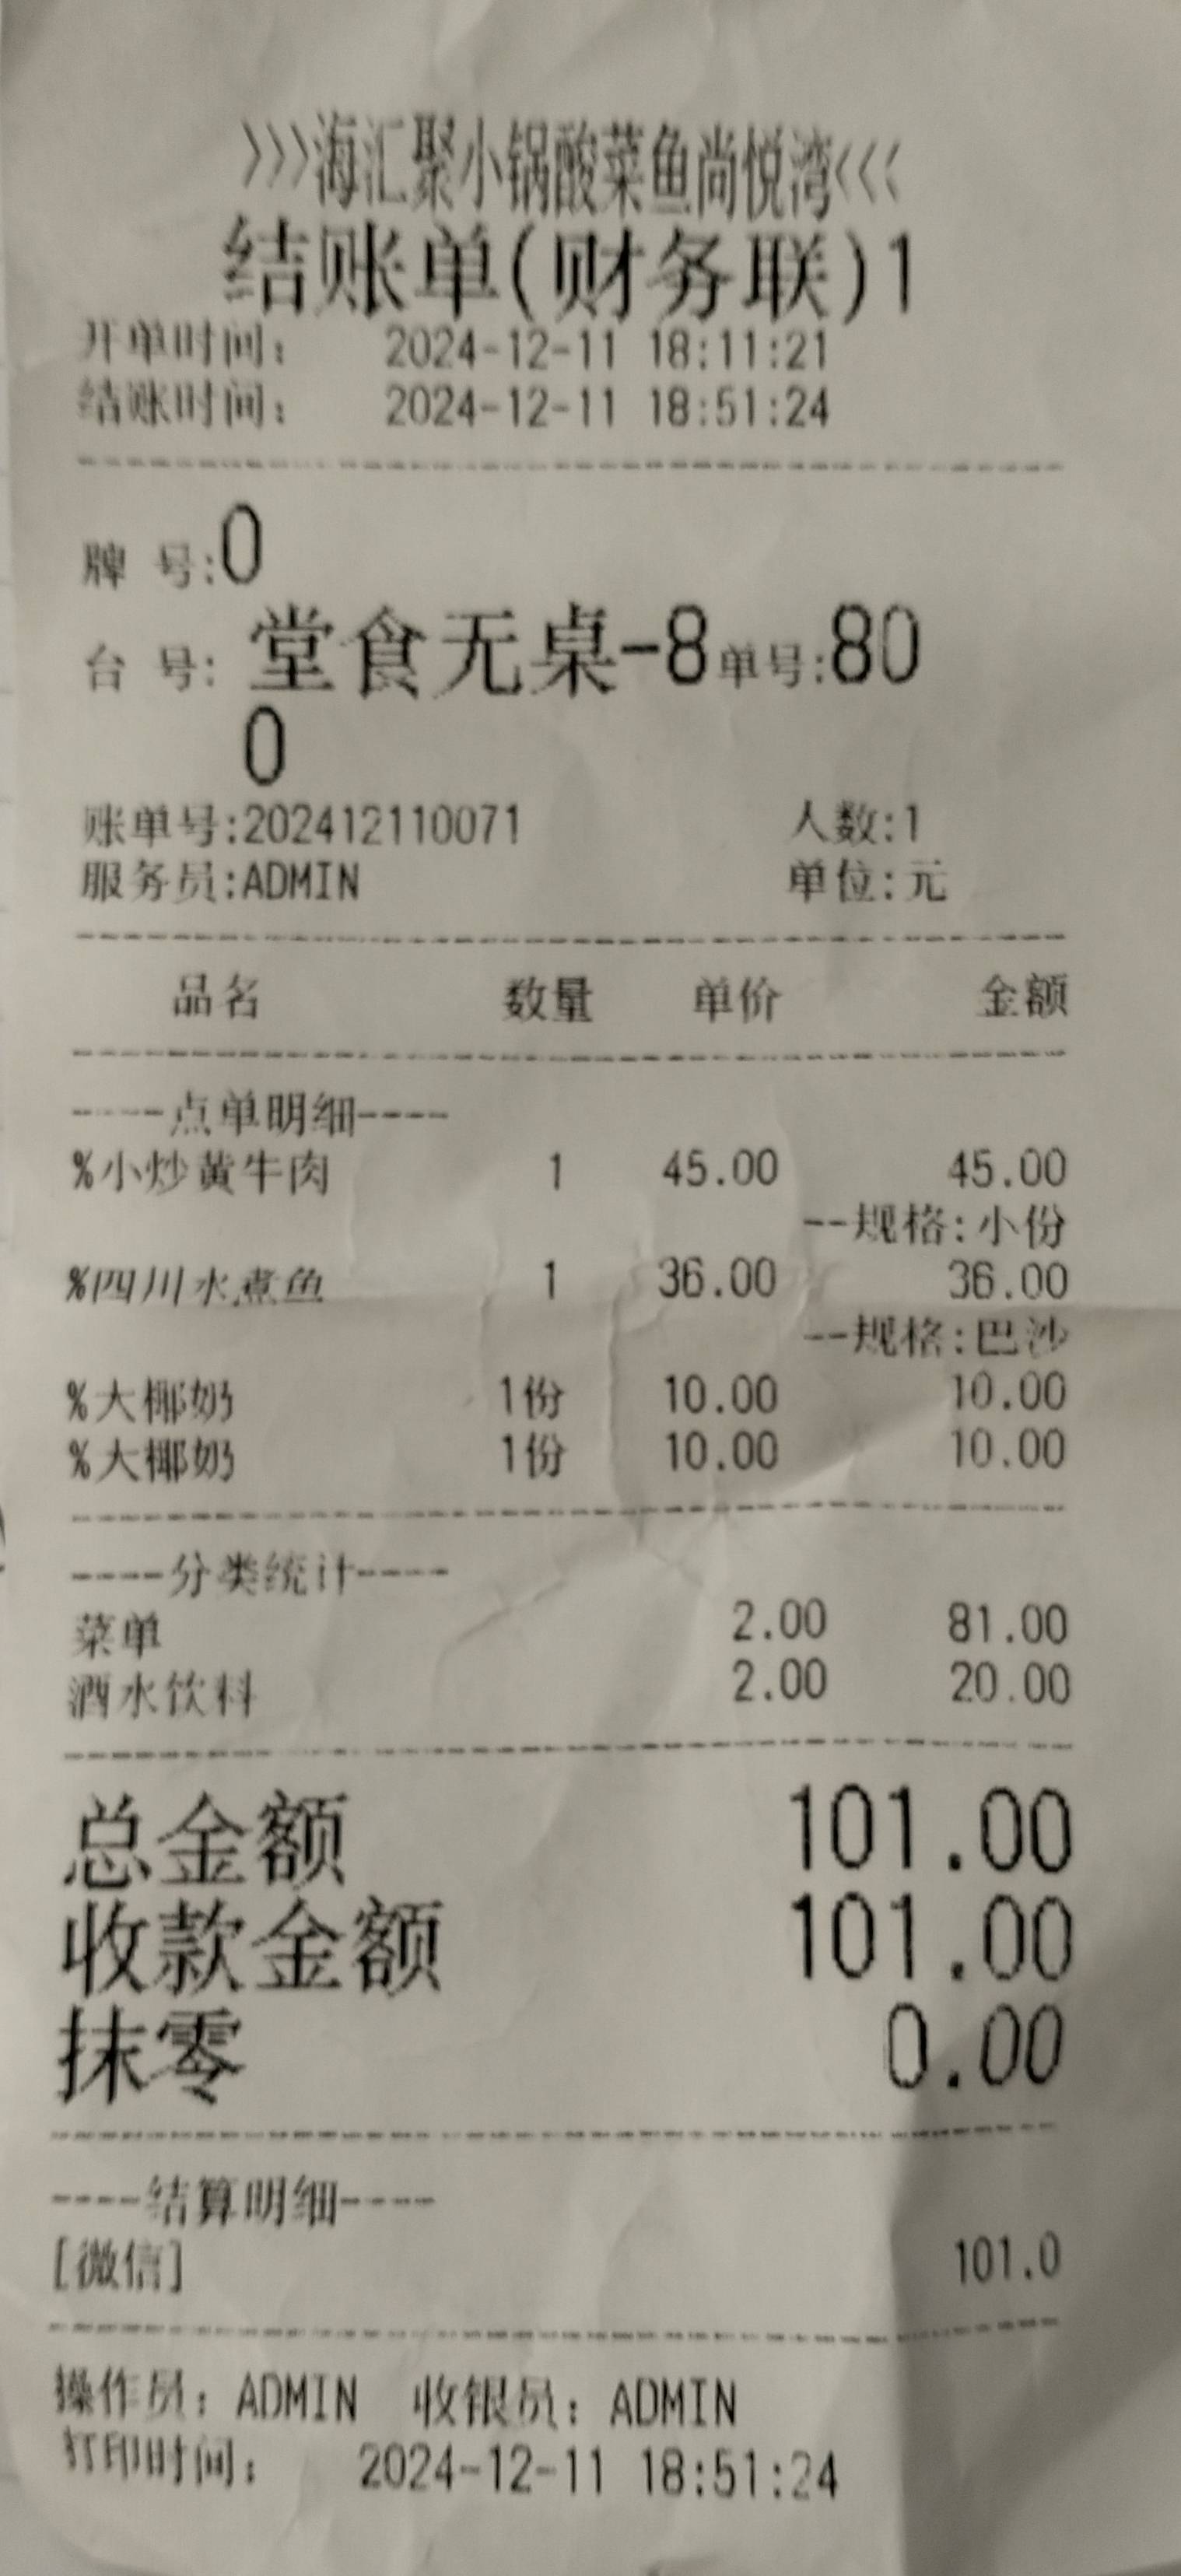 >>>海汇聚小锅酸菜鱼尚悦湾<<<
结账单(财务联)1
开单时间: 2024-12-11 18:11:21
结账时间: 2024-12-11 18:51:24
牌 号:0
台 号: 堂食无桌-8单号:80
0
账单号:202412110071 人数:1
服务员:ADMIN 单位:元
品名 数量 单价 金额
----点单明细----
%小炒黄牛肉 1 45.00 45.00
--规格:小份
%四川水煮鱼 1 36.00 36.00
--规格:巴沙
%大椰奶 1份 10.00 10.00
%大椰奶 1份 10.00 10.00
----分类统计----
菜单 2.00 81.00
酒水饮料 2.00 20.00
总金额 101.00
收款金额 101.00
抹零 0.00
----结算明细----
[微信] 101.0
操作员: ADMIN 收银员: ADMIN
打印时间: 2024-12-11 18:51:24